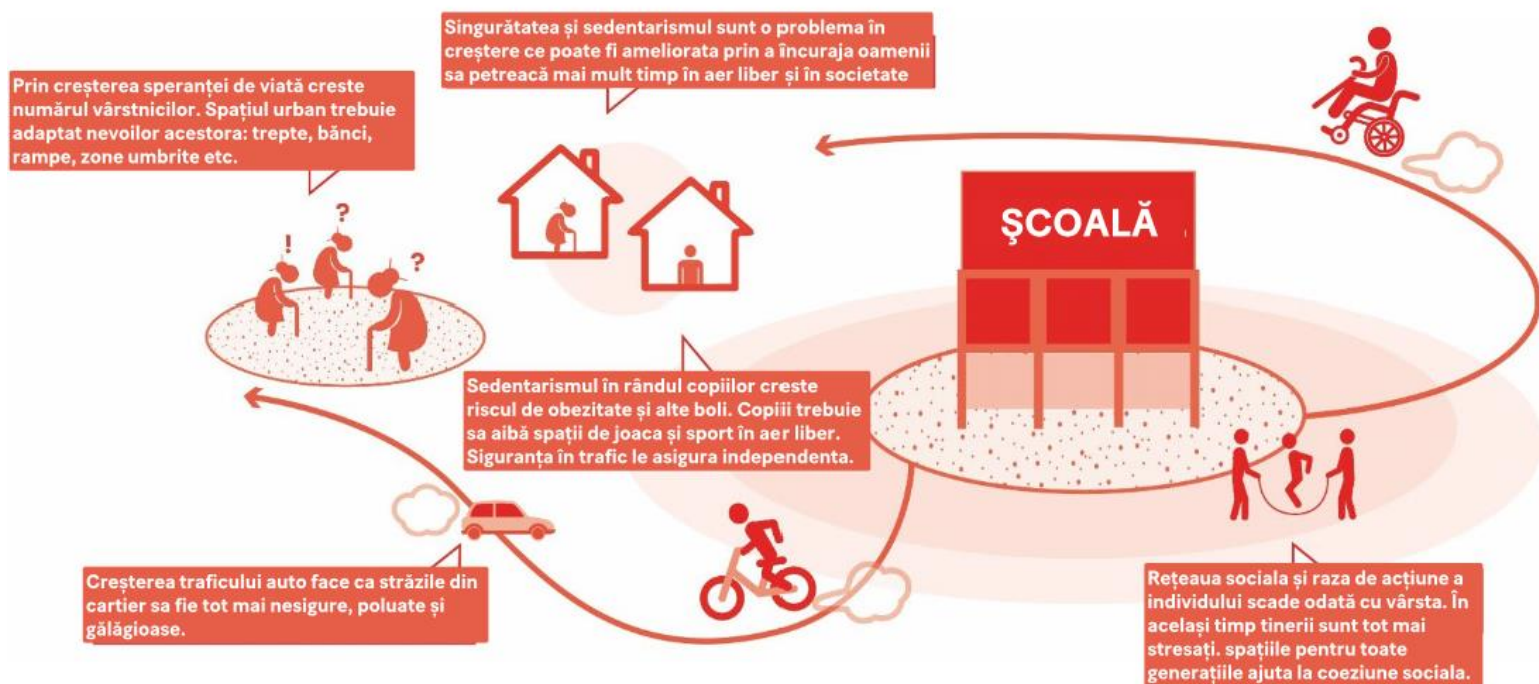 Singurătatea și sedentarismul sunt o problema în
creștere ce poate fi ameliorata prin a încuraja oamenii
sa petreacă mai mult timp în aer liber și în societate
Prin creșterea speranței de viată creste
numărul vârstnicilor. Spațiul urban trebuie
adaptat nevoilor acestora: trepte, bănci,
rampe, zone umbrite etc.
ŞCOALĂ
?
!
?
Sedentarismul în rândul copiilor creste
riscul de obezitate și alte boli. Copiii trebuie
sa aibă spații de joaca și sport în aer liber.
Siguranța în trafic le asigura independenta.
Creșterea traficului auto face ca străzile din
cartier sa fie tot mai nesigure, poluate și
gălăgioase.
Rețeaua sociala și raza de acțiune a
individului scade odată cu vârsta. În
același timp tinerii sunt tot mai
stresați. spațiile pentru toate
generațiile ajuta la coeziune sociala.